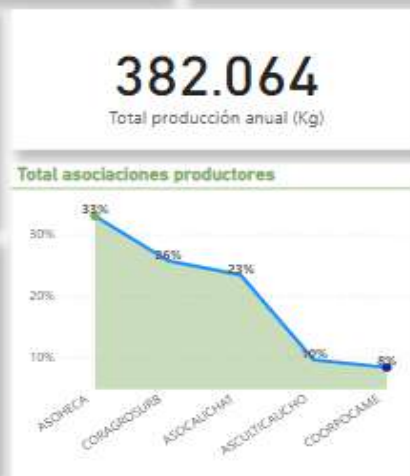 382.064
Total producción anual (Kg)
Total asociaciones productores
33%
30%
26%
23%
20%
10%
10%
8%
ASOHECA
CORAGROSURB
ASOCAUCHAT
ASCULTICAUCHO
COORPOCAME